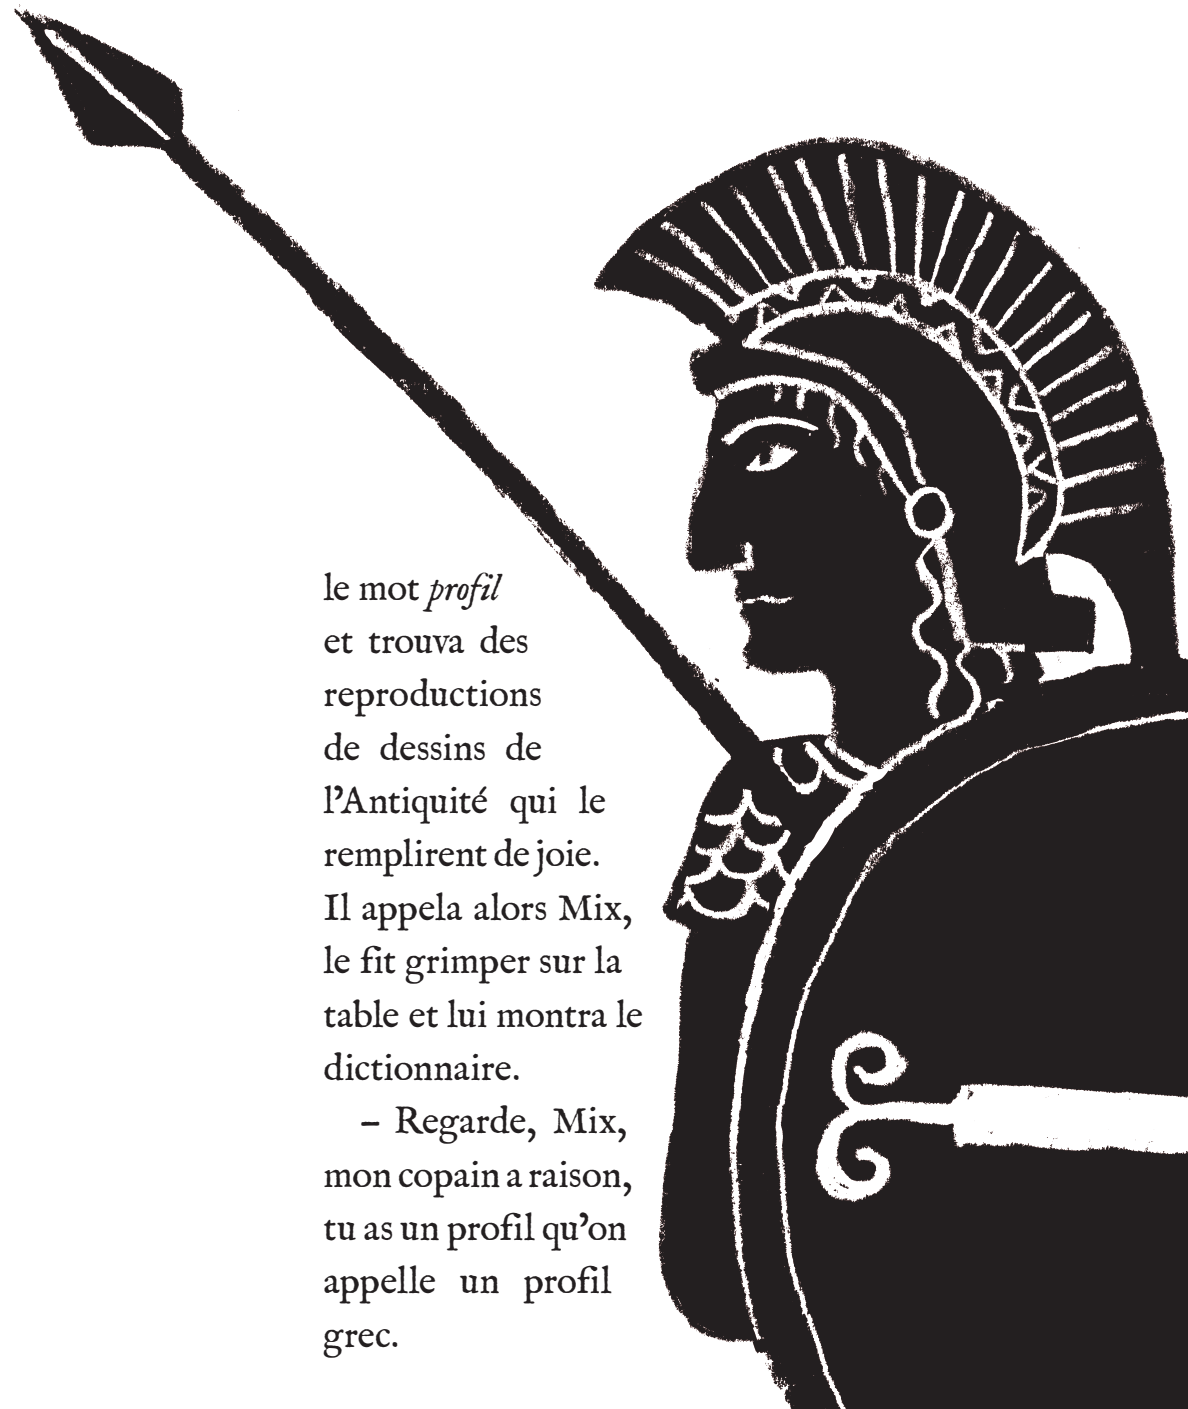 le mot profil
et trouva des
reproductions
de dessins de
l’Antiquité qui le
remplirent de joie.
Il appela alors Mix,
le fit grimper sur la
table et lui montra le
dictionnaire.
– Regarde, Mix,
mon copain a raison,
tu as un profil qu’on
appelle un profil
grec.